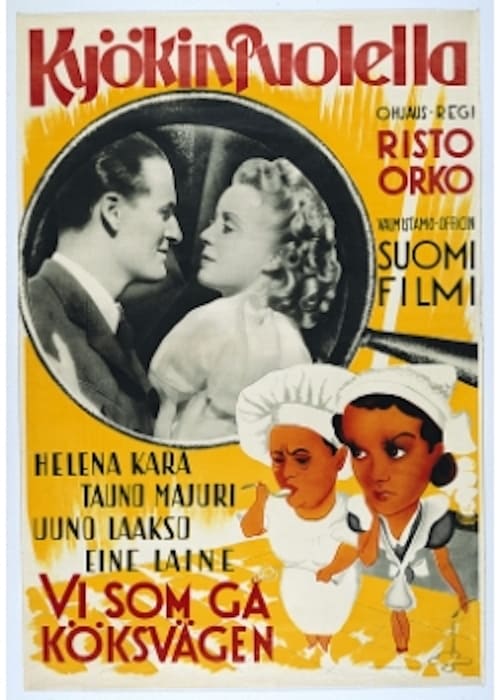 Kyökin Puolella
OHJAUS-REGI
RISTO
ORKO
VALMISTAMO-OFFICIN
SUOMI
FILMI
HELENA KARA
TAUNO MAJURI
UUNO LAAKSO
EINE LAINE
VI SOM GÅ
KÖKSVÄGEN